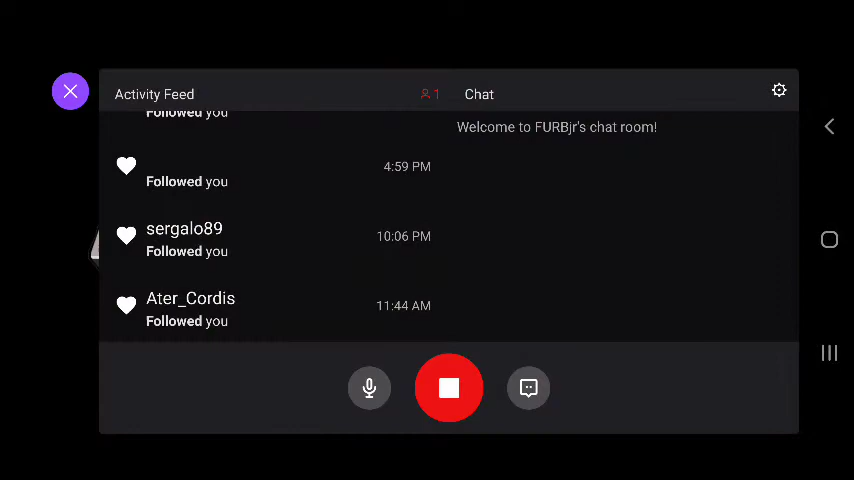 Activity Feed
1
Chat
Followed you
Welcome to FURBjr's chat room!
4:59 PM
Followed you
sergalo89
10:06 PM
Followed you
Ater_Cordis
11:44 AM
Followed you